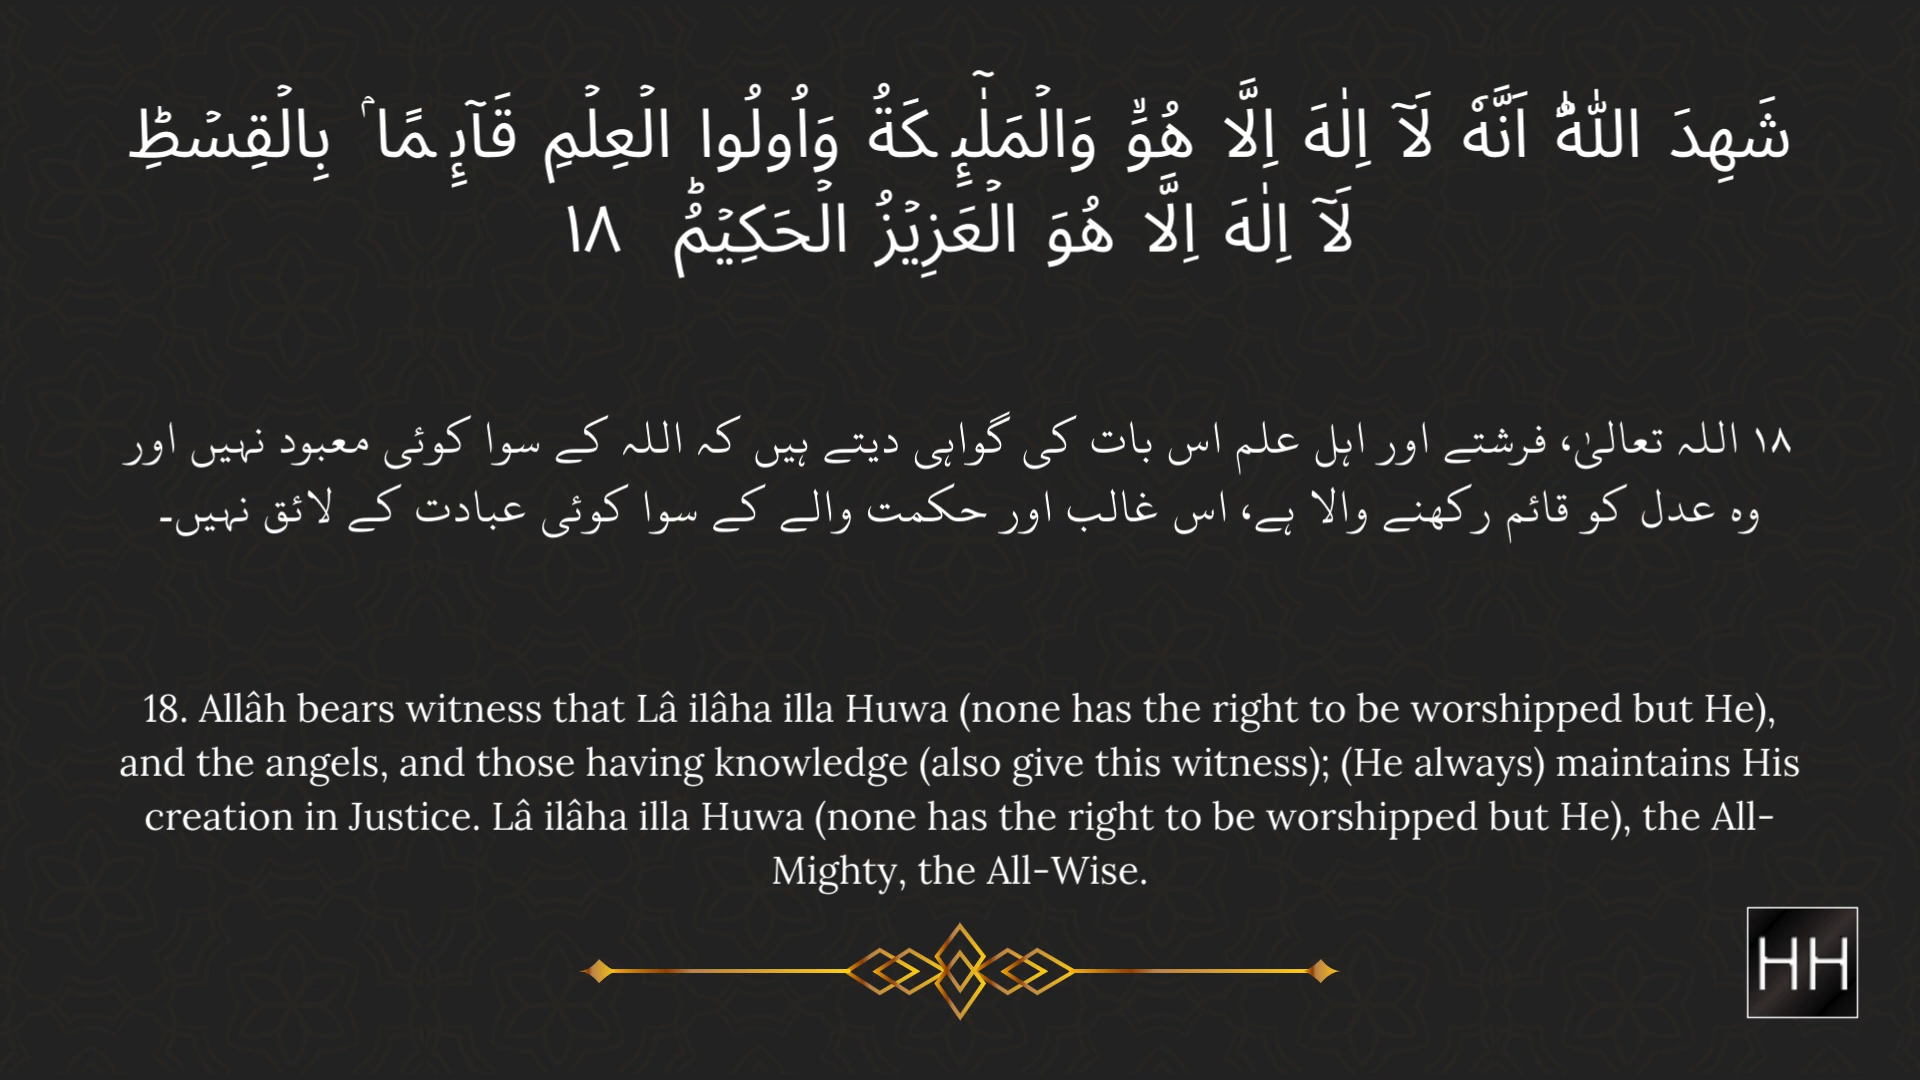 شَهِدَ اللّٰهُ اَنَّهٗ لَاۤ اِلٰهَ اِلَّا هُوَۙ وَالۡمَلٰٓٮِٕكَةُ وَاُولُوا الۡعِلۡمِ قَآٮِٕمًا ۢ بِالۡقِسۡطِؕ
لَاۤ اِلٰهَ اِلَّا هُوَ الۡعَزِيۡزُ الۡحَكِيۡمُؕ ١٨
١٨ اللہ تعالیٰ، فرشتے اور اہل علم اس بات کی گواہی دیتے ہیں کہ اللہ کے سوا کوئی معبود نہیں اور
وہ عدل کو قائم رکھنے والا ہے، اس غالب اور حکمت والے کے سوا کوئی عبادت کے لائق نہیں۔
18. Allâh bears witness that Lâ ilâha illa Huwa (none has the right to be worshipped but He),
and the angels, and those having knowledge (also give this witness); (He always) maintains His
creation in Justice. Lâ ilâha illa Huwa (none has the right to be worshipped but He), the All-
Mighty, the All-Wise.
HH